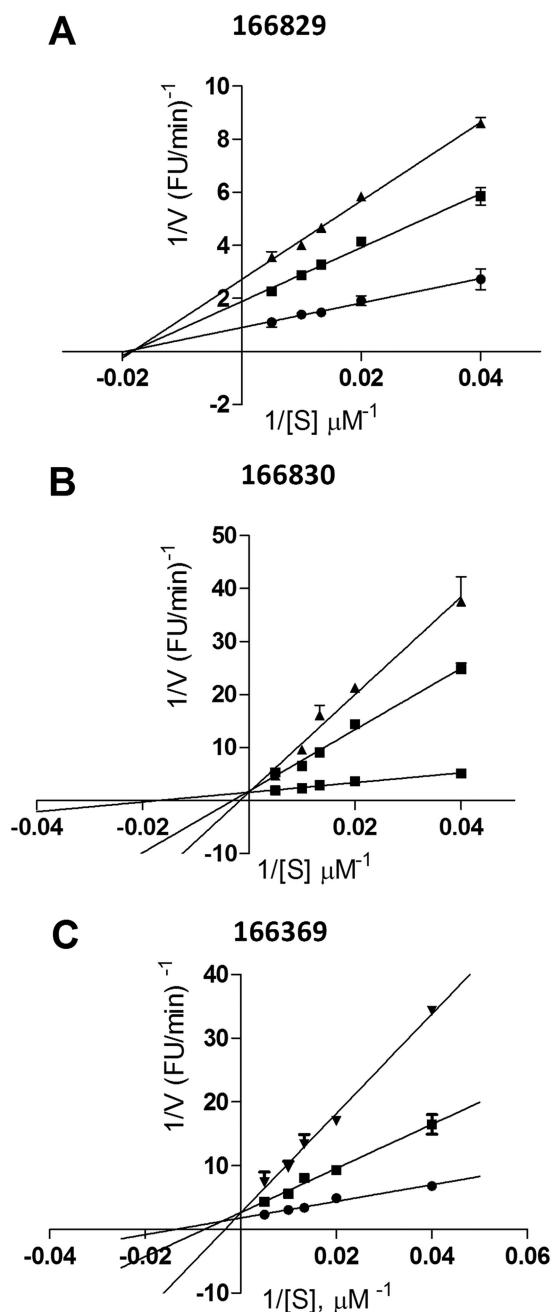 A 166829
1/V (FU/min)-1
10
8
6
4
2
-2
-0.02 0.02 0.04
1/[S] μM-1
B 166830
1/V (FU/min)-1
50
40
30
20
10
-10
-0.04 -0.02 0.02 0.04
1/[S] μM-1
C 166369
1/V (FU/min) -1
40
30
20
10
-10
-0.04 -0.02 0.02 0.04 0.06
1/[S], μM-1